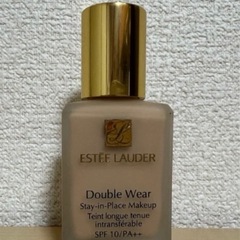 ESTĒE LAUDER
Double Wear
Stay-in-Place Makeup
Teint longue tenue
intransférable
SPF 10/PA++